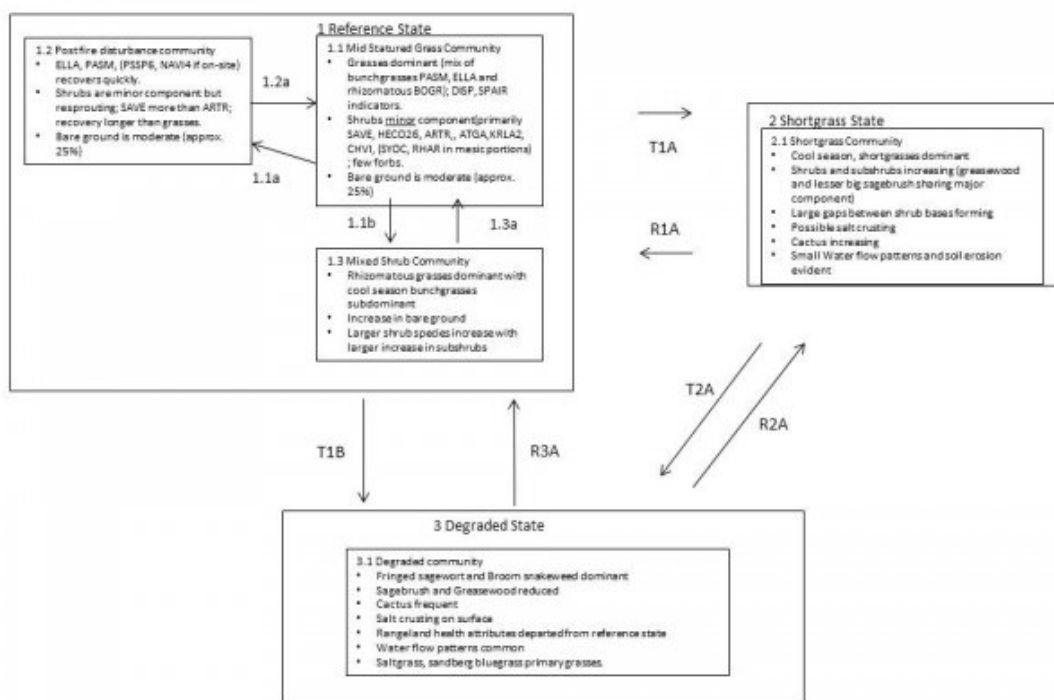 1 Reference State
1.2 Postfire disturbance community
• ELLA, PASM, (PSSP6, NAVI4 if on-site)
recovers quickly.
• Shrubs are minor component but
resprouting; SAVE more than ARTR;
recovery longer than grasses.
• Bare ground is moderate (approx.
25%)
1.2a
1.1a
1.1 Mid Statured Grass Community
• Grasses dominant (mix of
bunchgrasses PASM, ELLA and
rhizomatous BOGR); DISP, SPAIR
indicators.
• Shrubs minor component(primarily
SAVE, HECO26, ARTR,, ATGA,KRLA2,
CHVI, (SYOC, RHAR in mesic portions)
; few forbs.
• Bare ground is moderate (approx.
25%)
1.1b
1.3a
1.3 Mixed Shrub Community
• Rhizomatous grasses dominant with
cool season bunchgrasses
subdominant
• Increase in bare ground
• Larger shrub species increase with
larger increase in subshrubs
T1A
R1A
2 Shortgrass State
2.1 Shortgrass Community
• Cool season, shortgrasses dominant
• Shrubs and subshrubs increasing (greasewood
and lesser big sagebrush sharing major
component)
• Large gaps between shrub bases forming
• Possible salt crusting
• Cactus increasing
• Small Water flow patterns and soil erosion
evident
T2A
R2A
T1B
R3A
3 Degraded State
3.1 Degraded community
• Fringed sagewort and Broom snakeweed dominant
• Sagebrush and Greasewood reduced
• Cactus frequent
• Salt crusting on surface
• Rangeland health attributes departed from reference state
• Water flow patterns common
• Saltgrass, sandberg bluegrass primary grasses.